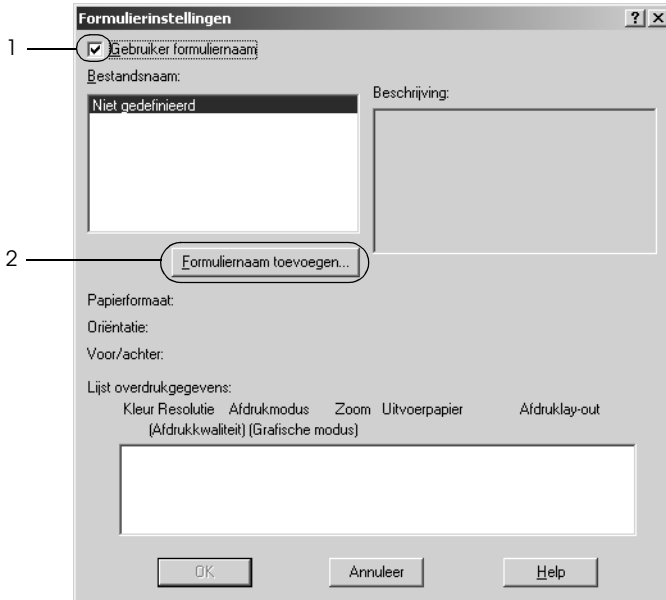 Formulierinstellingen
1
Gebruiker formuliernaam
Bestandsnaam:
Niet gedefinieerd
Beschrijving:
2
Formuliernaam toevoegen...
Papierformaat:
Oriëntatie:
Voor/achter:
Lijst overdrukgegevens:
Kleur Resolutie Afdrukmodus Zoom Uitvoerpapier Afdruklay-out
(Afdrukkwaliteit) (Grafische modus)
OK Annuleer Help